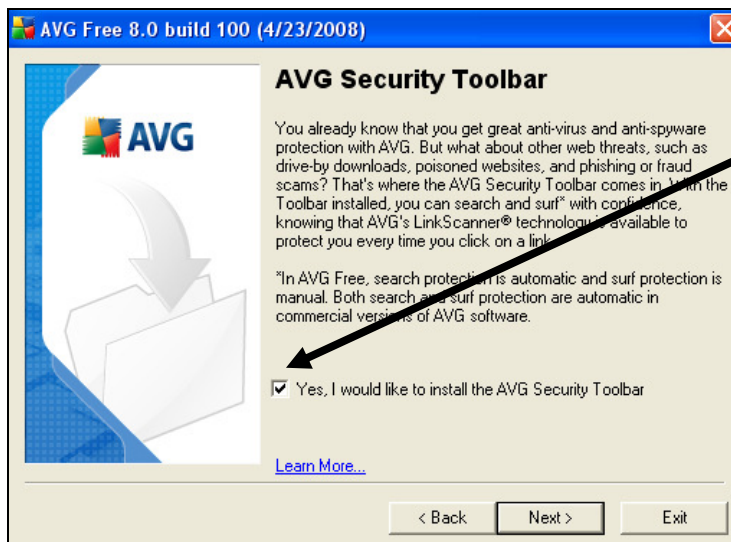 AVG Free 8.0 build 100 (4/23/2008)
AVG
AVG Security Toolbar
You already know that you get great anti-virus and anti-spyware
protection with AVG. But what about other web threats, such as
drive-by downloads, poisoned websites, and phishing or fraud
scams? That's where the AVG Security Toolbar comes in. With the
Toolbar installed, you can search and surf* with confidence,
knowing that AVG's LinkScanner® technology is available to
protect you every time you click on a link.
*In AVG Free, search protection is automatic and surf protection is
manual. Both search and surf protection are automatic in
commercial versions of AVG software.
Yes, I would like to install the AVG Security Toolbar
Learn More...
< Back Next > Exit